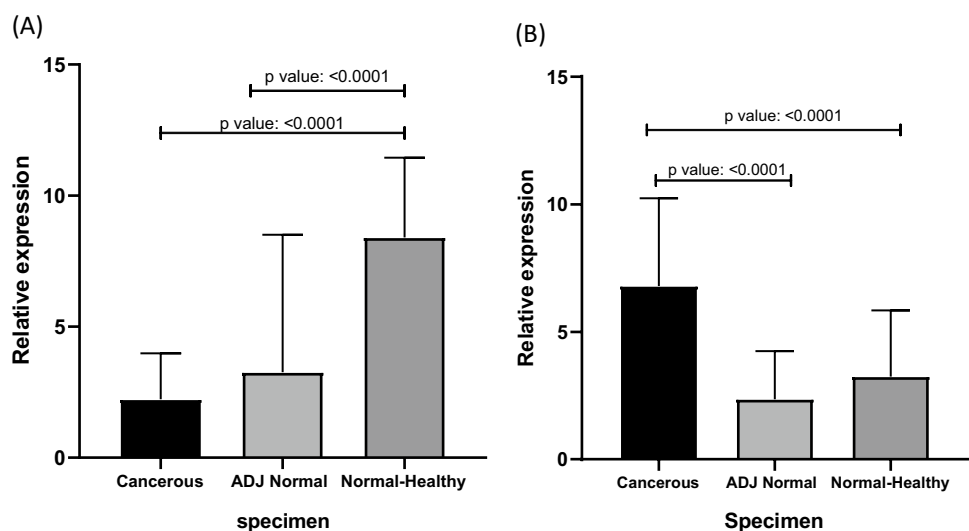 (A)
15
10
5
0
Relative expression
p value: <0.0001
p value: <0.0001
Cancerous ADJ Normal Normal-Healthy
specimen
(B)
15
10
5
0
Relative expression
p value: <0.0001
p value: <0.0001
Cancerous ADJ Normal Normal-Healthy
Specimen